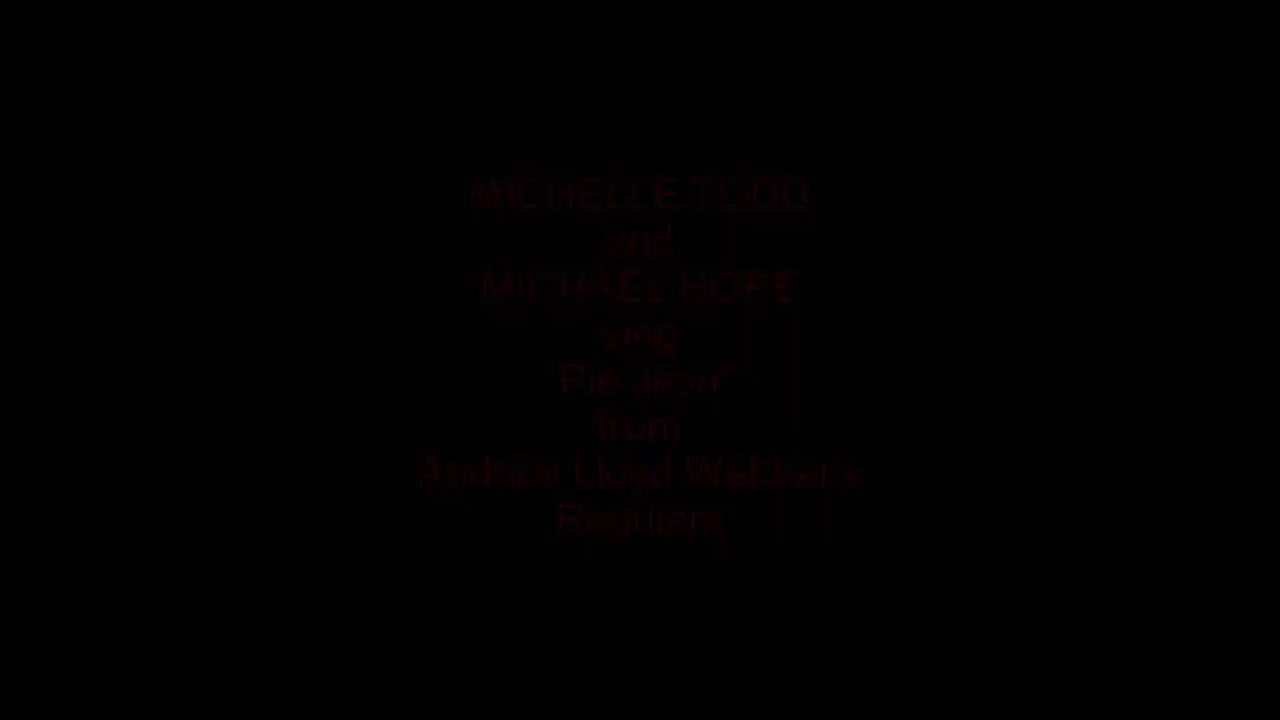 MICHELLE TODD
and
MICHAEL HOPE
sing
'Pie Jesu'
from
Andrew Lloyd Webber's
Requiem